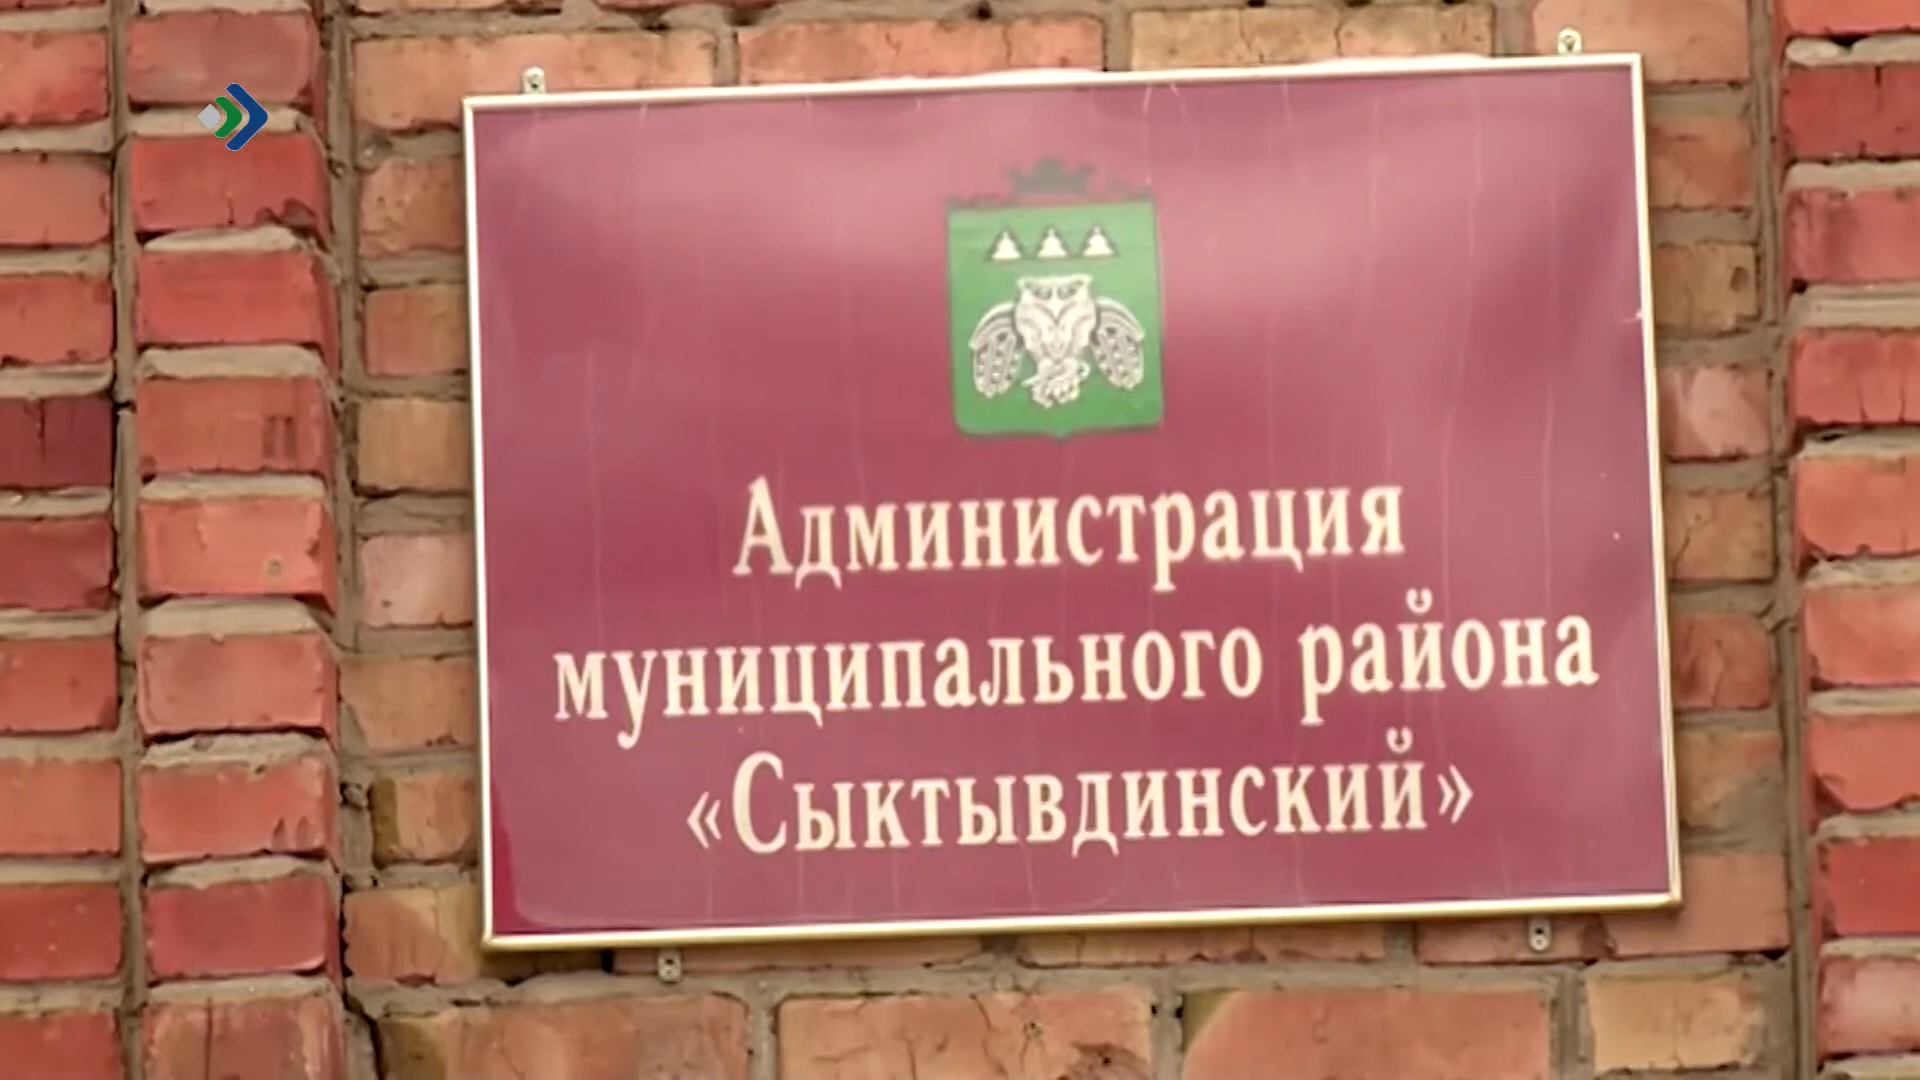 Администрация
муниципального района
«Сыктывдинский»